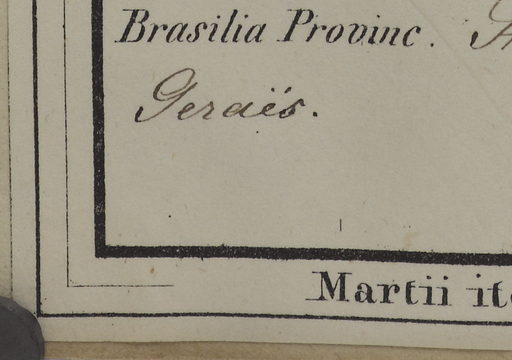 Brasilia Provinc.
Geraës.
Martii